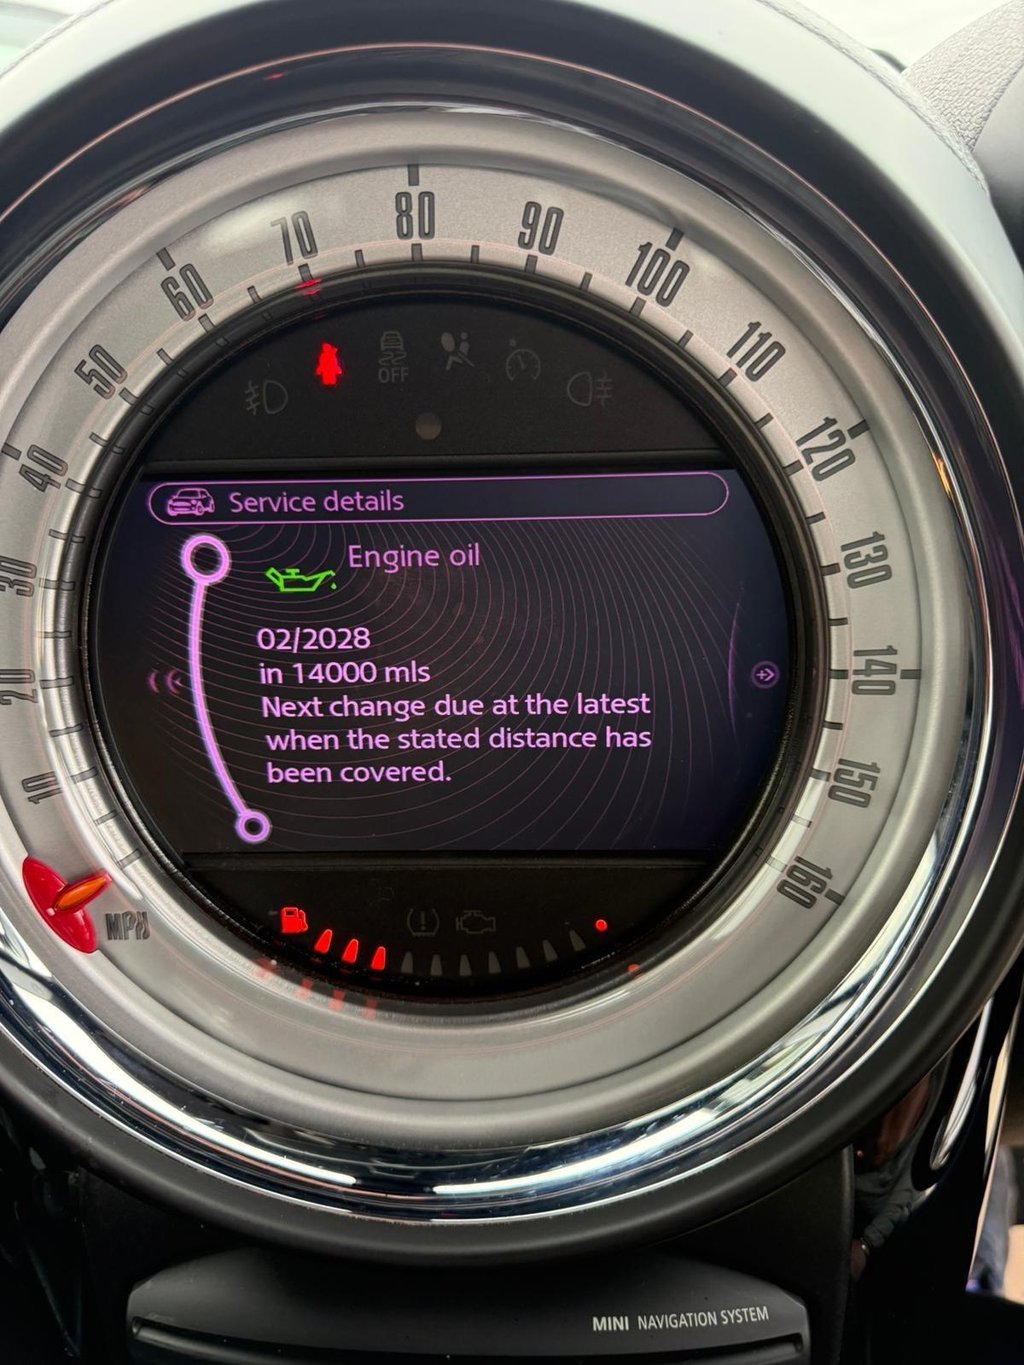 80
70
90
60
100
50
110
40
120
30
130
20
140
10
150
160
MPH
OFF
Service details
Engine oil
02/2028
in 14000 mls
Next change due at the latest
when the stated distance has
been covered.
MINI NAVIGATION SYSTEM